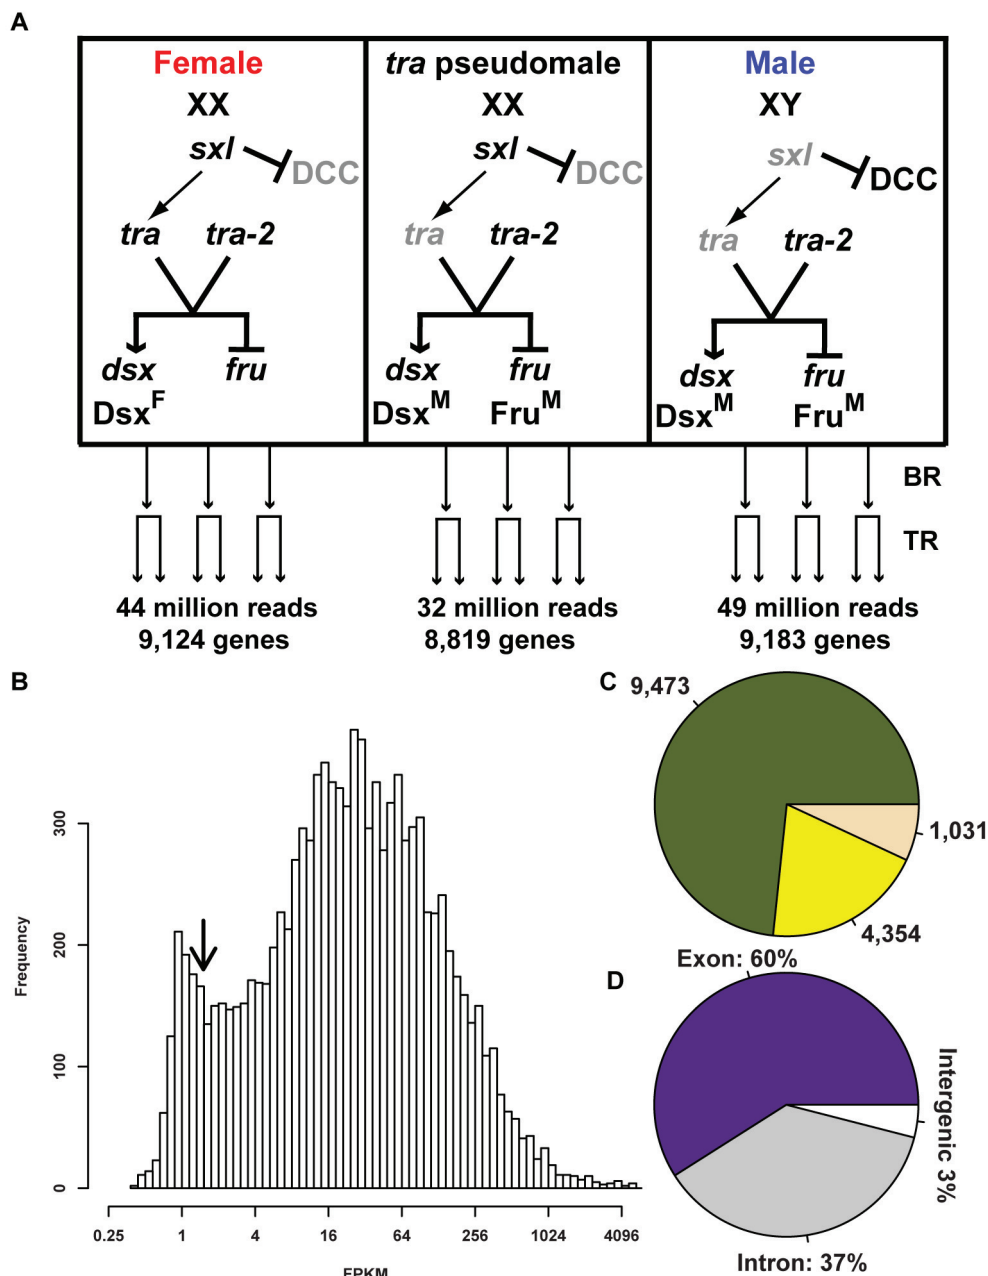 A
Female
tra pseudomale
Male
XX
XX
XY
sxl
DCC
sxl
DCC
sxl
DCC
tra
tra-2
tra
tra-2
tra
tra-2
dsx
fru
dsx
fru
dsx
fru
DsxF
DsxM
FruM
DsxM
FruM
BR
TR
44 million reads
9,124 genes
32 million reads
8,819 genes
49 million reads
9,183 genes
B
Frequency
0
100
200
300
0.25
1
4
16
64
256
1024
4096
FPKM
C
9,473
1,031
4,354
D
Exon: 60%
Intergenic 3%
Intron: 37%